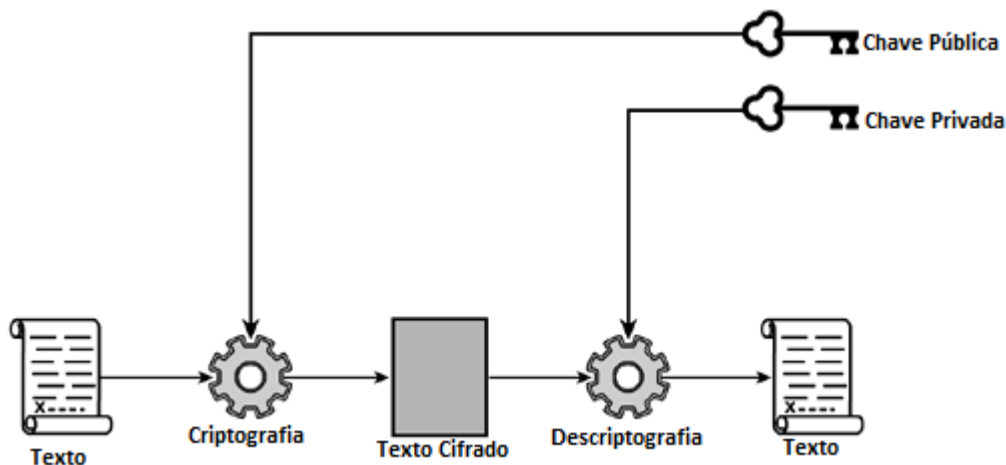 Chave Pública
Chave Privada
Criptografia
Texto Cifrado
Descriptografia
Texto
Texto